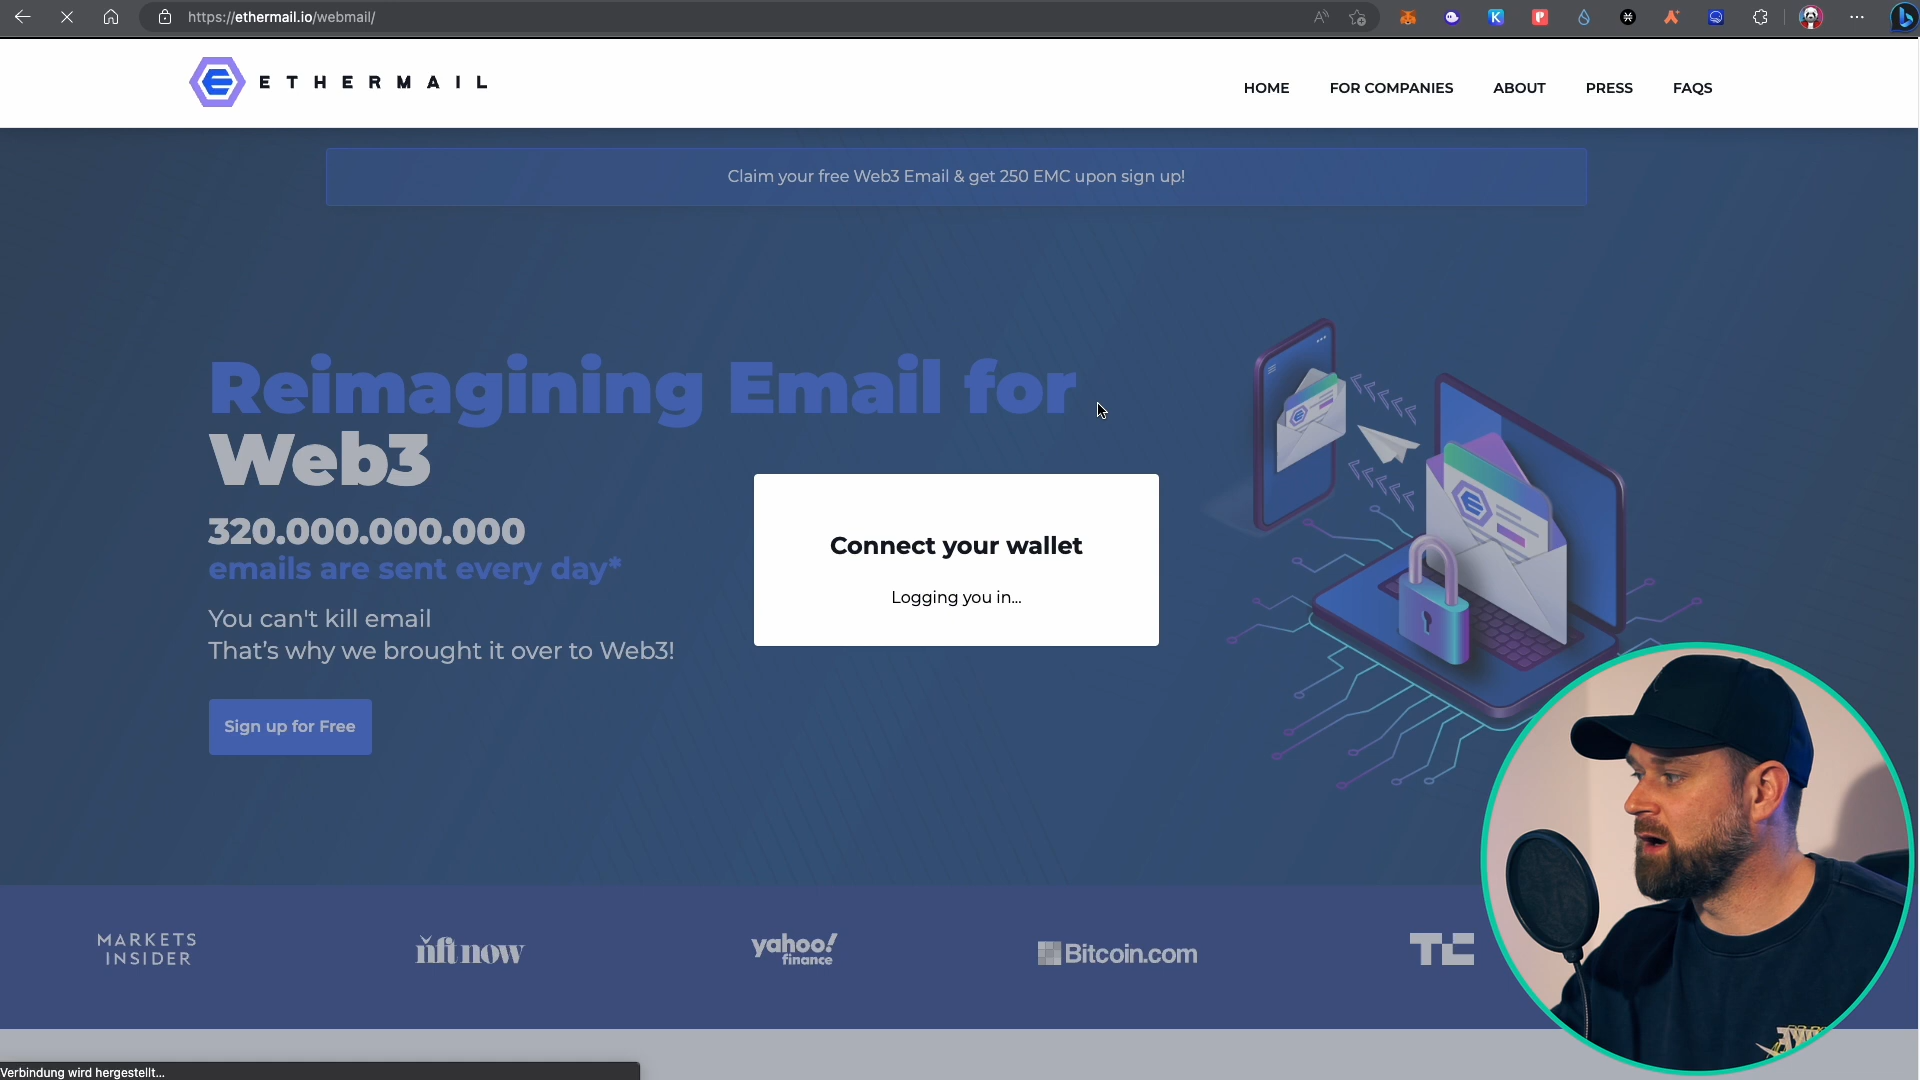 https://ethermail.io/webmail/
ETHERMAIL
HOME
FOR COMPANIES
ABOUT
PRESS
FAQS
Claim your free Web3 Email & get 250 EMC upon sign up!
Reimagining Email for
Web3
320.000.000.000
emails are sent every day*
You can't kill email
That's why we brought it over to Web3!
Sign up for Free
Connect your wallet
Logging you in...
MARKETS
INSIDER
nft now
yahoo!
finance
Bitcoin.com
TC
Verbindung wird hergestellt...